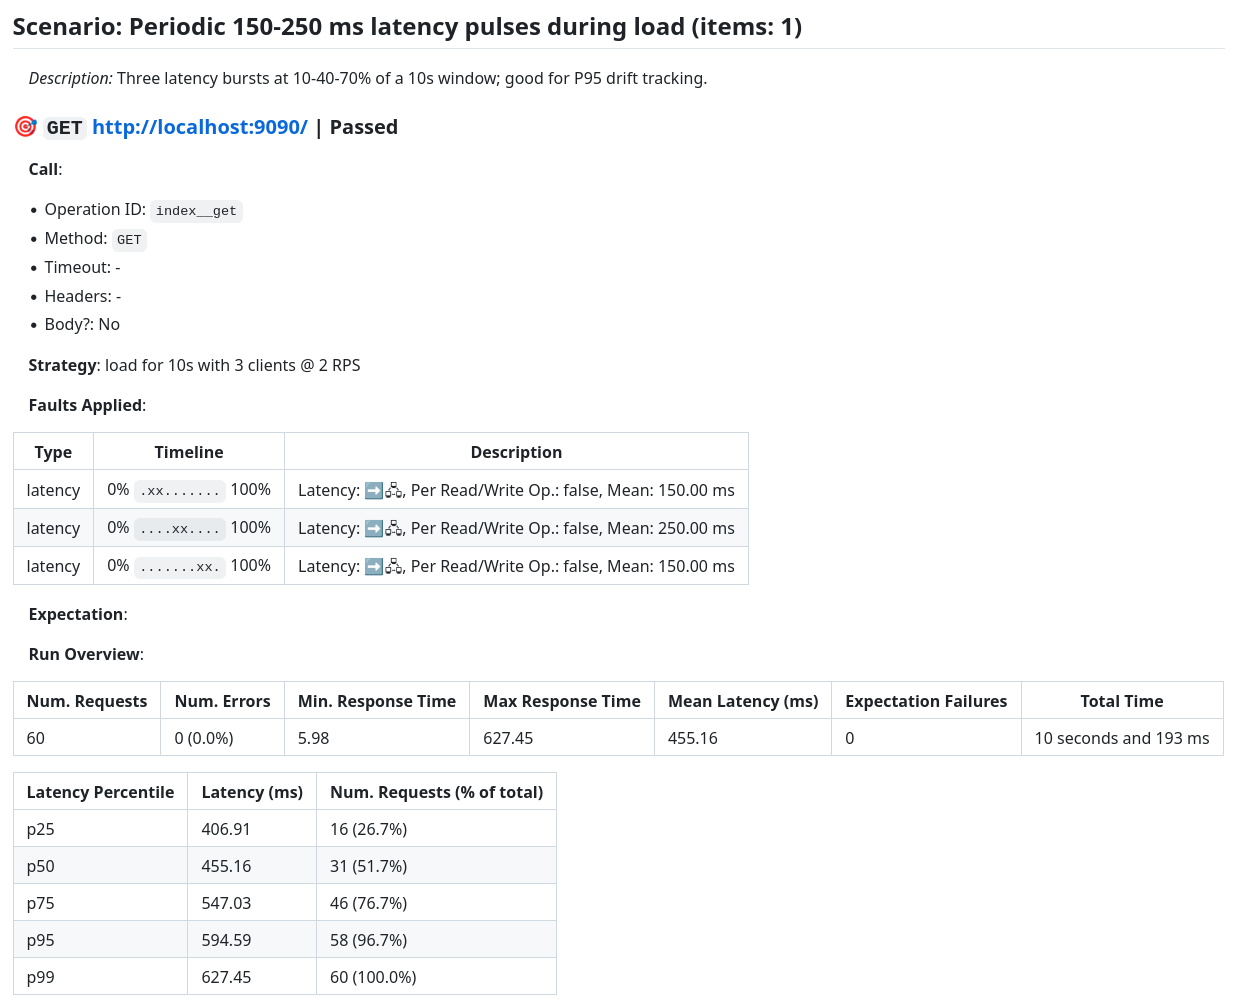 Scenario: Periodic 150-250 ms latency pulses during load (items: 1)
Description: Three latency bursts at 10-40-70% of a 10s window; good for P95 drift tracking.
🎯 GET http://localhost:9090/ | Passed
Call:
• Operation ID: index__get
• Method: GET
• Timeout: -
• Headers: -
• Body?: No
Strategy: load for 10s with 3 clients @ 2 RPS
Faults Applied:
Type Timeline Description
latency 0% .xx....... 100% Latency: ➡️🖧, Per Read/Write Op.: false, Mean: 150.00 ms
latency 0% ....xx.... 100% Latency: ➡️🖧, Per Read/Write Op.: false, Mean: 250.00 ms
latency 0% .......xx. 100% Latency: ➡️🖧, Per Read/Write Op.: false, Mean: 150.00 ms
Expectation:
Run Overview:
Num. Requests Num. Errors Min. Response Time Max Response Time Mean Latency (ms) Expectation Failures Total Time
60 0 (0.0%) 5.98 627.45 455.16 0 10 seconds and 193 ms
Latency Percentile Latency (ms) Num. Requests (% of total)
p25 406.91 16 (26.7%)
p50 455.16 31 (51.7%)
p75 547.03 46 (76.7%)
p95 594.59 58 (96.7%)
p99 627.45 60 (100.0%)